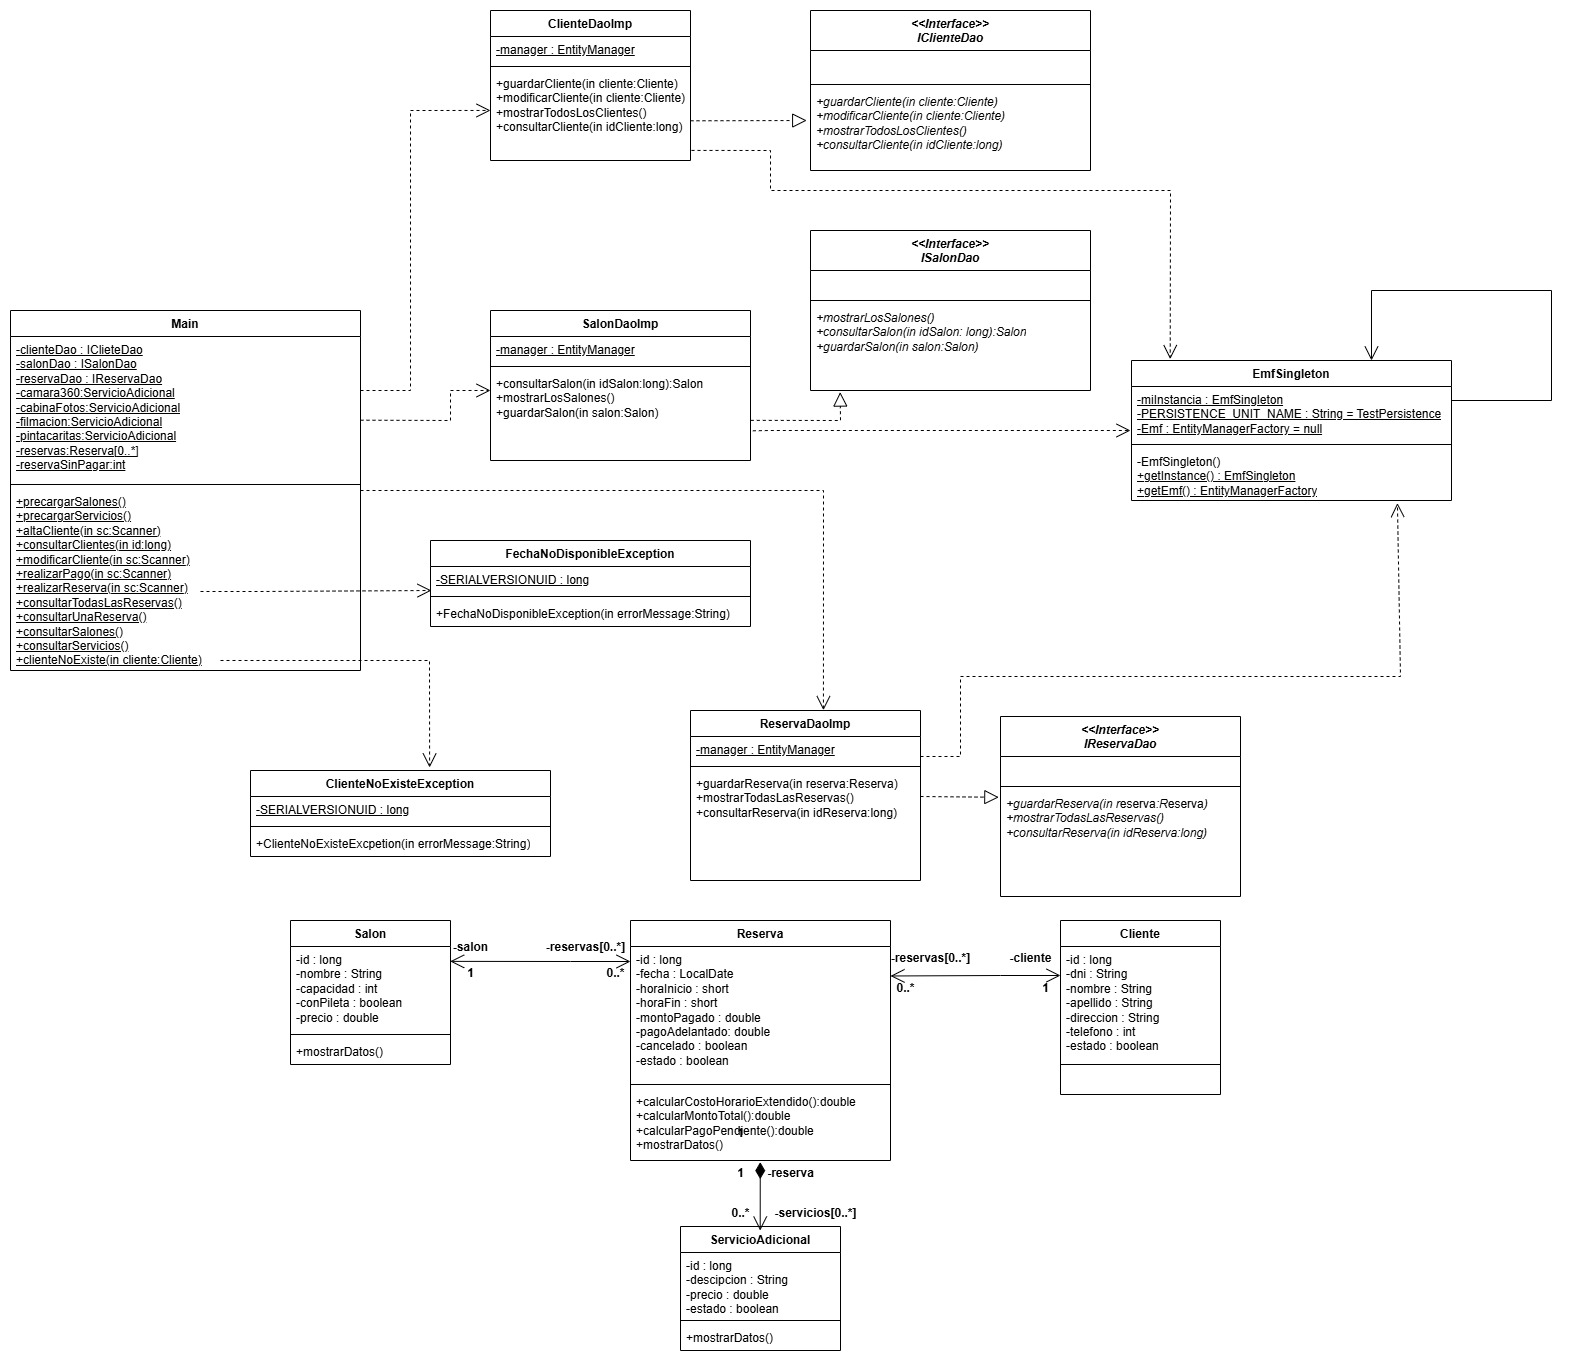 ClienteDaoImp
-manager : EntityManager
+guardarCliente(in cliente:Cliente)
+modificarCliente(in cliente:Cliente)
+mostrarTodosLosClientes()
+consultarCliente(in idCliente:long)
<<Interface>>
IClienteDao
+guardarCliente(in cliente:Cliente)
+modificarCliente(in cliente:Cliente)
+mostrarTodosLosClientes()
+consultarCliente(in idCliente:long)
<<Interface>>
ISalonDao
+mostrarLosSalones()
+consultarSalon(in idSalon: long):Salon
+guardarSalon(in salon:Salon)
Main
-clienteDao : IClieteDao
-salonDao : ISalonDao
-reservaDao : IReservaDao
-camara360:ServicioAdicional
-cabinaFotos:ServicioAdicional
-filmacion:ServicioAdicional
-pintacaritas:ServicioAdicional
-reservas:Reserva[0..*]
-reservaSinPagar:int
+precargarSalones()
+precargarServicios()
+altaCliente(in sc:Scanner)
+consultarClientes(in id:long)
+modificarCliente(in sc:Scanner)
+realizarPago(in sc:Scanner)
+realizarReserva(in sc:Scanner)
+consultarTodasLasReservas()
+consultarUnaReserva()
+consultarSalones()
+consultarServicios()
+clienteNoExiste(in cliente:Cliente)
SalonDaoImp
-manager : EntityManager
+consultarSalon(in idSalon:long):Salon
+mostrarLosSalones()
+guardarSalon(in salon:Salon)
EmfSingleton
-miInstancia : EmfSingleton
-PERSISTENCE_UNIT_NAME : String = TestPersistence
-Emf : EntityManagerFactory = null
-EmfSingleton()
+getInstance() : EmfSingleton
+getEmf() : EntityManagerFactory
FechaNoDisponibleException
-SERIALVERSIONUID : long
+FechaNoDisponibleException(in errorMessage:String)
ClienteNoExisteException
-SERIALVERSIONUID : long
+ClienteNoExisteExcpetion(in errorMessage:String)
ReservaDaoImp
-manager : EntityManager
+guardarReserva(in reserva:Reserva)
+mostrarTodasLasReservas()
+consultarReserva(in idReserva:long)
<<Interface>>
IReservaDao
+guardarReserva(in reserva:Reserva)
+mostrarTodasLasReservas()
+consultarReserva(in idReserva:long)
Salon
-id : long
-nombre : String
-capacidad : int
-conPileta : boolean
-precio : double
+mostrarDatos()
-salon
1
-reservas[0..*]
0..*
Reserva
-id : long
-fecha : LocalDate
-horaInicio : short
-horaFin : short
-montoPagado : double
-pagoAdelantado: double
-cancelado : boolean
-estado : boolean
+calcularCostoHorarioExtendido():double
+calcularMontoTotal():double
+calcularPagoPendiente():double
+mostrarDatos()
-reservas[0..*]
0..*
-cliente
1
Cliente
-id : long
-dni : String
-nombre : String
-apellido : String
-direccion : String
-telefono : int
-estado : boolean
1
-reserva
0..*
-servicios[0..*]
ServicioAdicional
-id : long
-descipcion : String
-precio : double
-estado : boolean
+mostrarDatos()